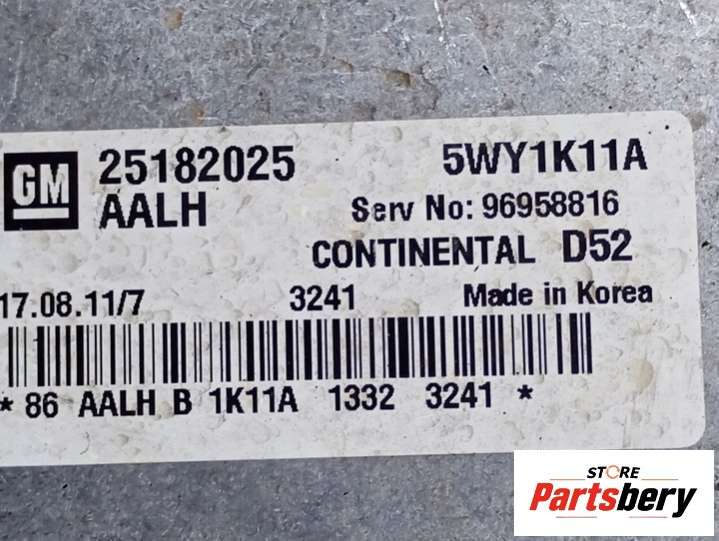 GM 25182025 5WY1K11A
AALH Serv No: 96958816
CONTINENTAL D52
17.08.11/7 3241 Made in Korea
* 86 AALH B 1K11A 1332 3241 *
STORE
Partsbery